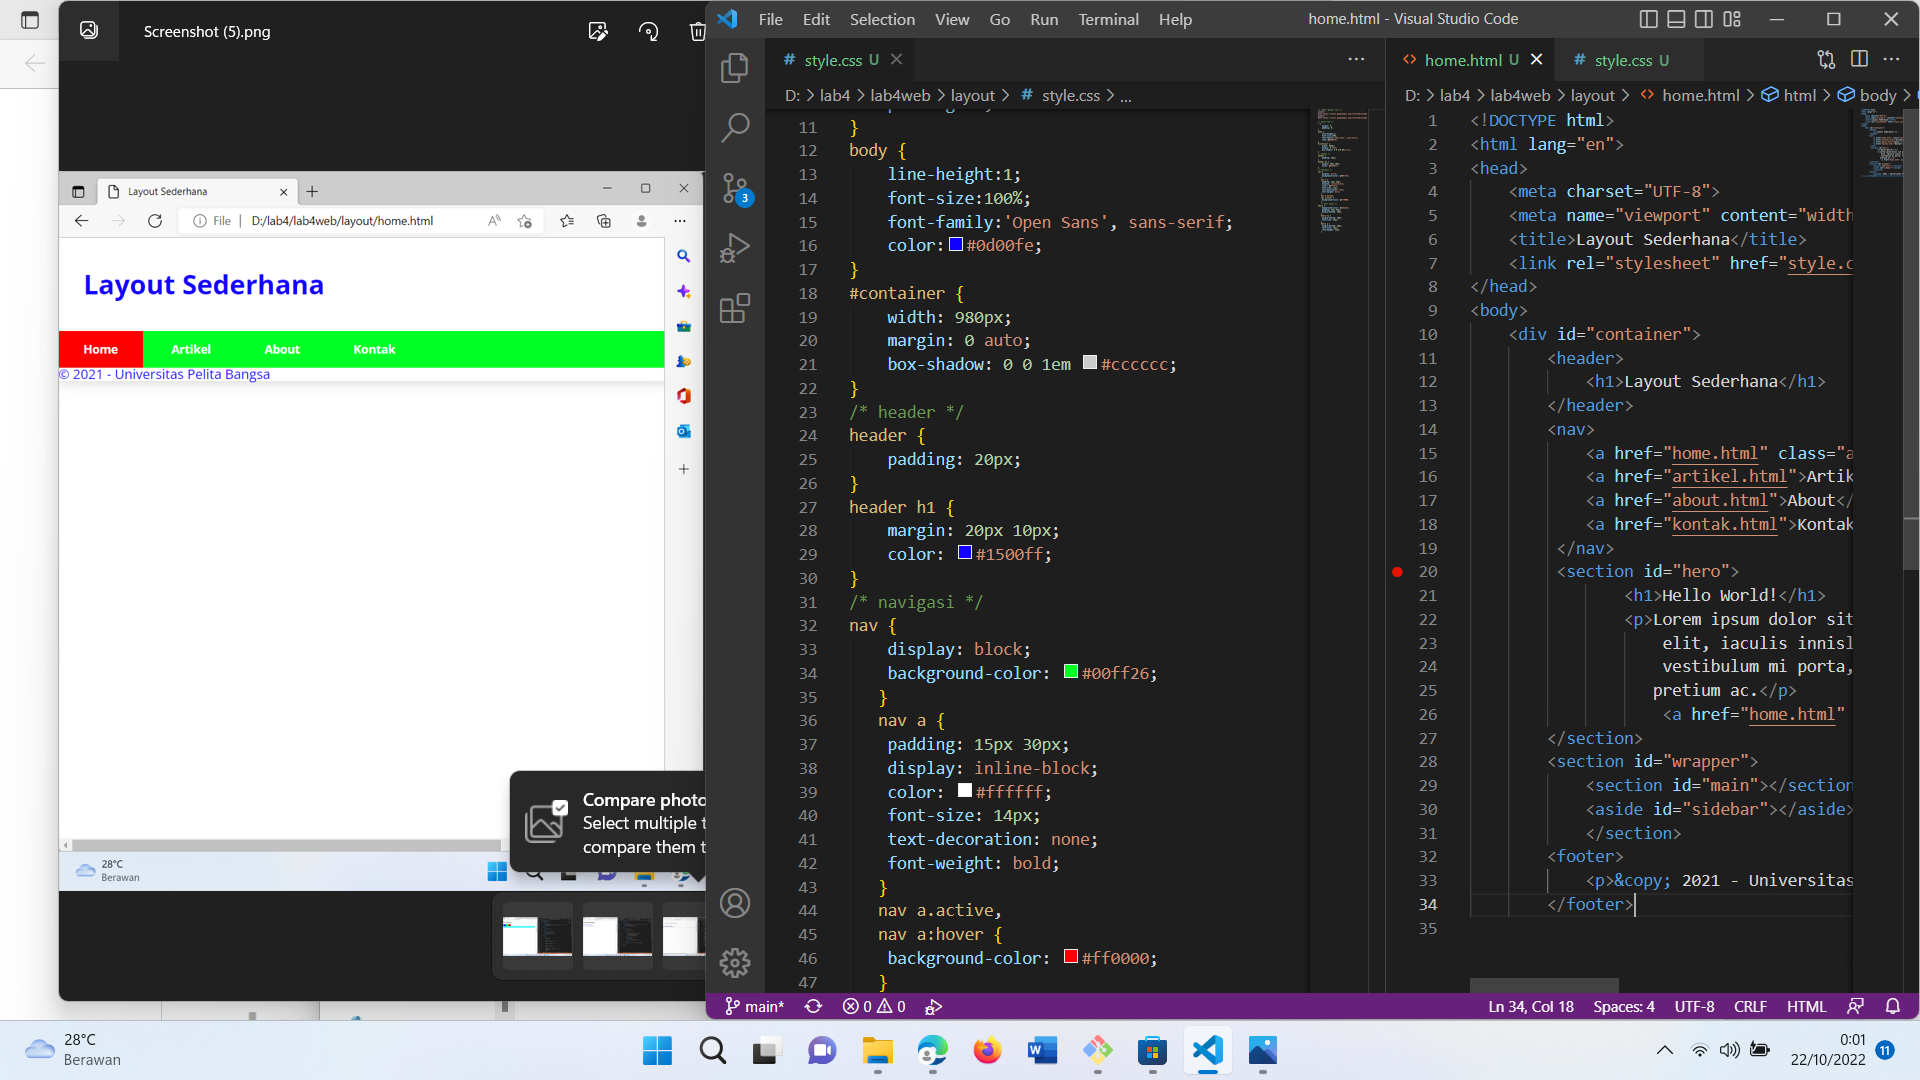 Screenshot (5).png
Layout Sederhana
File
D:/lab4/lab4web/layout/home.html
Layout Sederhana
Home
Artikel
About
Kontak
© 2021 - Universitas Pelita Bangsa
28°C
Berawan
Compare photo
Select multiple t
compare them t
File Edit Selection View Go Run Terminal Help
home.html - Visual Studio Code
# style.css U
D: > lab4 > lab4web > layout > # style.css > ...
11 }
12 body {
13 line-height:1;
14 font-size:100%;
15 font-family:'Open Sans', sans-serif;
16 color: #0d00fe;
17 }
18 #container {
19 width: 980px;
20 margin: 0 auto;
21 box-shadow: 0 0 1em #cccccc;
22 }
23 /* header */
24 header {
25 padding: 20px;
26 }
27 header h1 {
28 margin: 20px 10px;
29 color: #1500ff;
30 }
31 /* navigasi */
32 nav {
33 display: block;
34 background-color: #00ff26;
35 }
36 nav a {
37 padding: 15px 30px;
38 display: inline-block;
39 color: #ffffff;
40 font-size: 14px;
41 text-decoration: none;
42 font-weight: bold;
43 }
44 nav a.active,
45 nav a:hover {
46 background-color: #ff0000;
47 }
3
home.html U
# style.css U
D: > lab4 > lab4web > layout > home.html > html > body >
1 <!DOCTYPE html>
2 <html lang="en">
3 <head>
4 <meta charset="UTF-8">
5 <meta name="viewport" content="width
6 <title>Layout Sederhana</title>
7 <link rel="stylesheet" href="style.c
8 </head>
9 <body>
10 <div id="container">
11 <header>
12 <h1>Layout Sederhana</h1>
13 </header>
14 <nav>
15 <a href="home.html" class="a
16 <a href="artikel.html">Artik
17 <a href="about.html">About</
18 <a href="kontak.html">Kontak
19 </nav>
20 <section id="hero">
21 <h1>Hello World!</h1>
22 <p>Lorem ipsum dolor sit
23 elit, iaculis innisl
24 vestibulum mi porta,
25 pretium ac.</p>
26 <a href="home.html"
27 </section>
28 <section id="wrapper">
29 <section id="main"></section
30 <aside id="sidebar"></aside>
31 </section>
32 <footer>
33 <p>&copy; 2021 - Universitas
34 </footer>
35
main* 0 0
Ln 34, Col 18 Spaces: 4 UTF-8 CRLF HTML
28°C
Berawan
0:01
22/10/2022
11